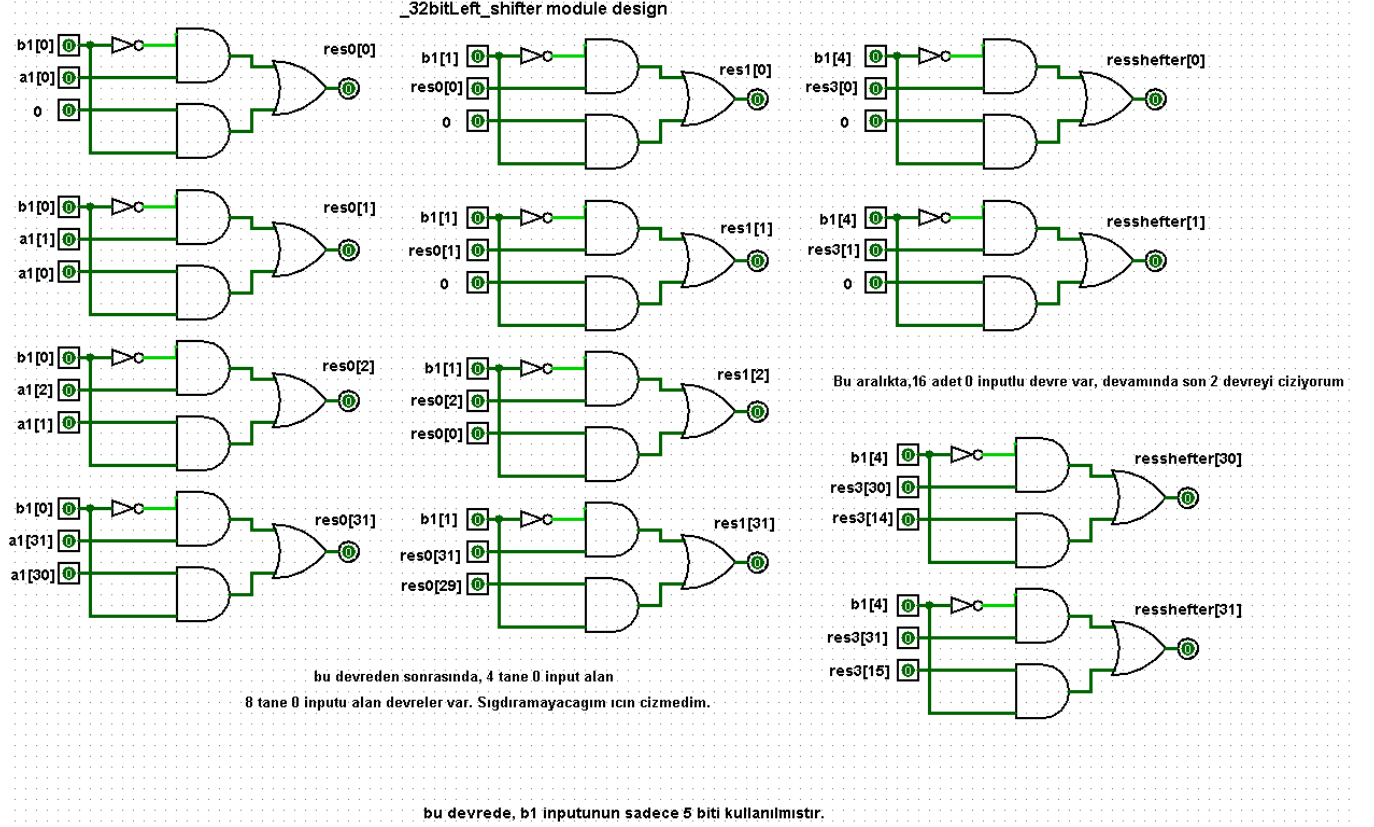 _32bitLeft_shifter module design
b1[0]
a1[0]
0
res0[0]
b1[1]
res0[0]
0
res1[0]
b1[4]
res3[0]
0
resshefter[0]
b1[0]
a1[1]
a1[0]
res0[1]
b1[1]
res0[1]
0
res1[1]
b1[4]
res3[1]
0
resshefter[1]
b1[0]
a1[2]
a1[1]
res0[2]
b1[1]
res0[2]
res0[0]
res1[2]
Bu aralıkta,16 adet 0 inputlu devre var, devamında son 2 devreyi ciziyorum
b1[4]
res3[30]
res3[14]
resshefter[30]
b1[0]
a1[31]
a1[30]
res0[31]
b1[1]
res0[31]
res0[29]
res1[31]
b1[4]
res3[31]
res3[15]
resshefter[31]
bu devreden sonrasında, 4 tane 0 input alan
8 tane 0 inputu alan devreler var. Sıgdıramayacagım ıcın cizmedim.
bu devrede, b1 inputunun sadece 5 biti kullanılmıstır.